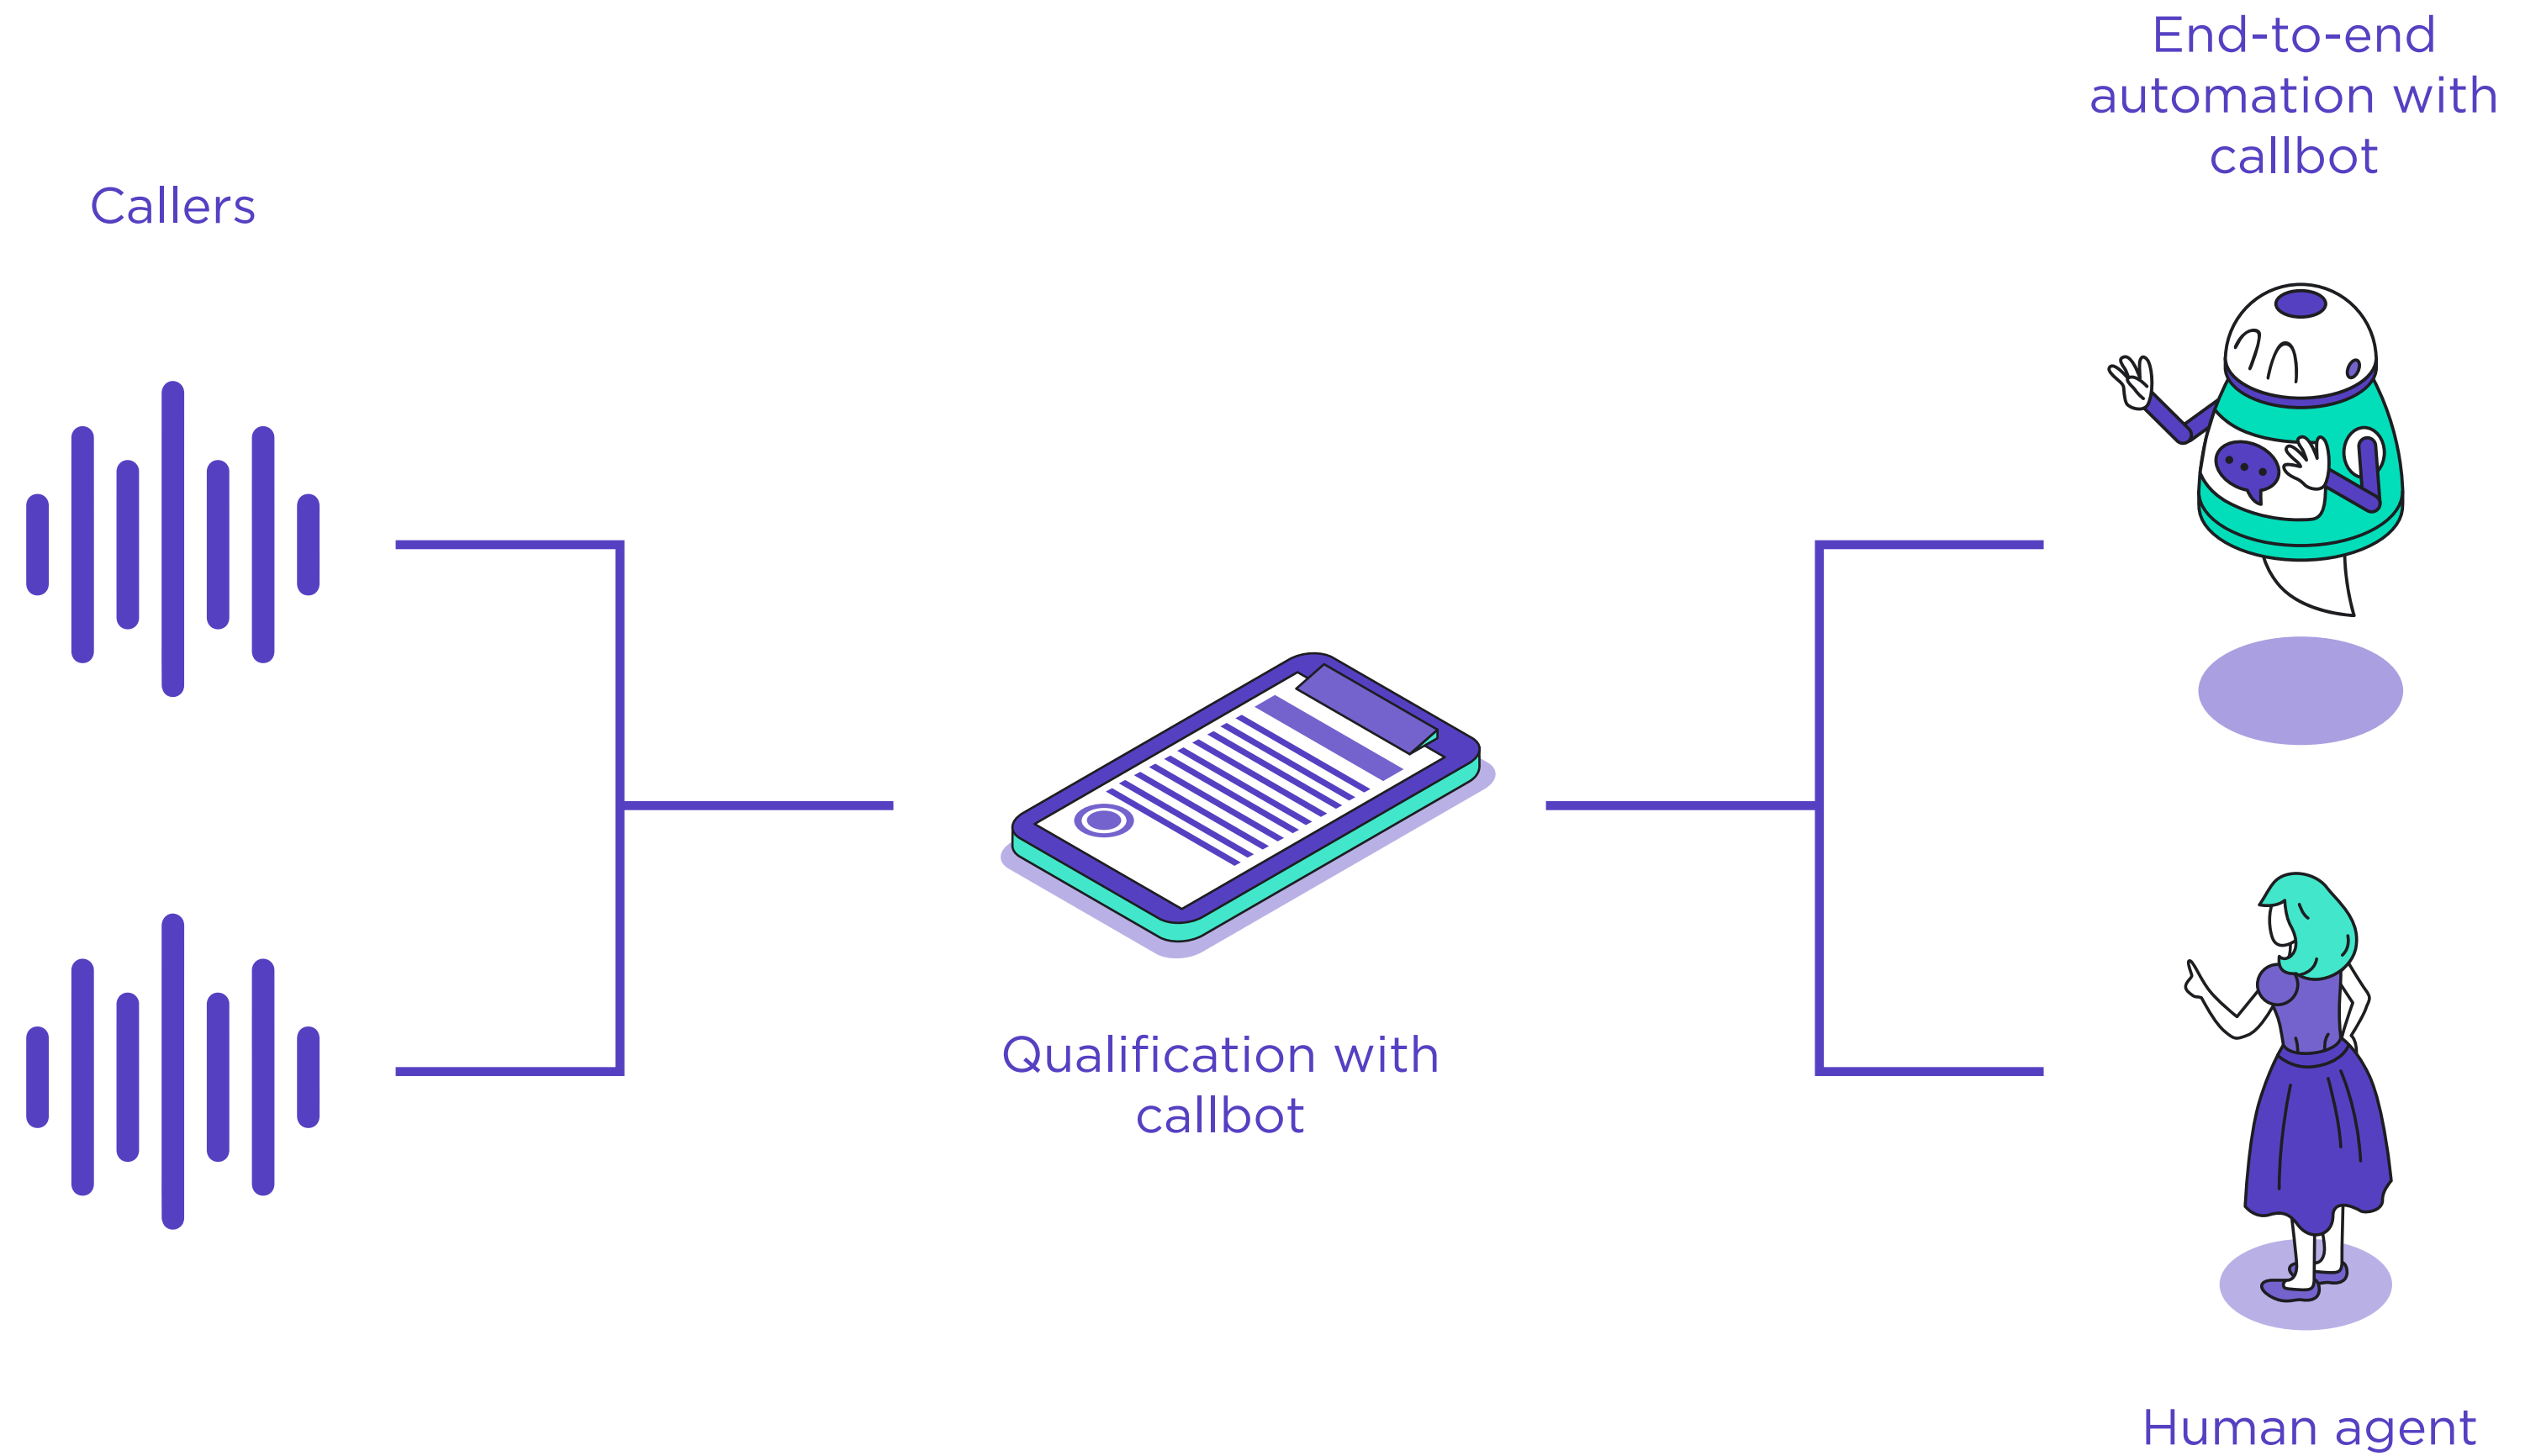 Callers
Qualification with
callbot
End-to-end
automation with
callbot
Human agent